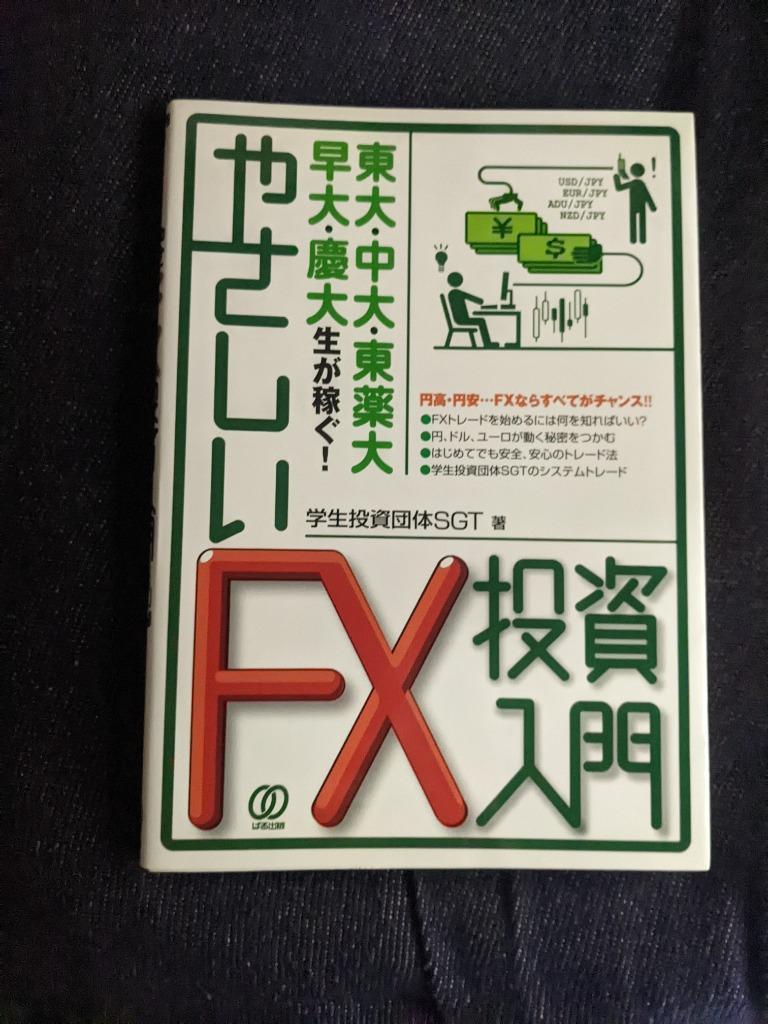 やさしい
FX
投資
入門
東大・中大・東薬大
早大・慶大生が稼ぐ!
学生投資団体SGT 著
USD/JPY
EUR/JPY
ADU/JPY
NZD/JPY
!
¥
$
円高・円安…FXならすべてがチャンス!!
●FXトレードを始めるには何を知ればいい?
●円、ドル、ユーロが動く秘密をつかむ
●はじめてでも安全、安心のトレード法
●学生投資団体SGTのシステムトレード
ぱる出版